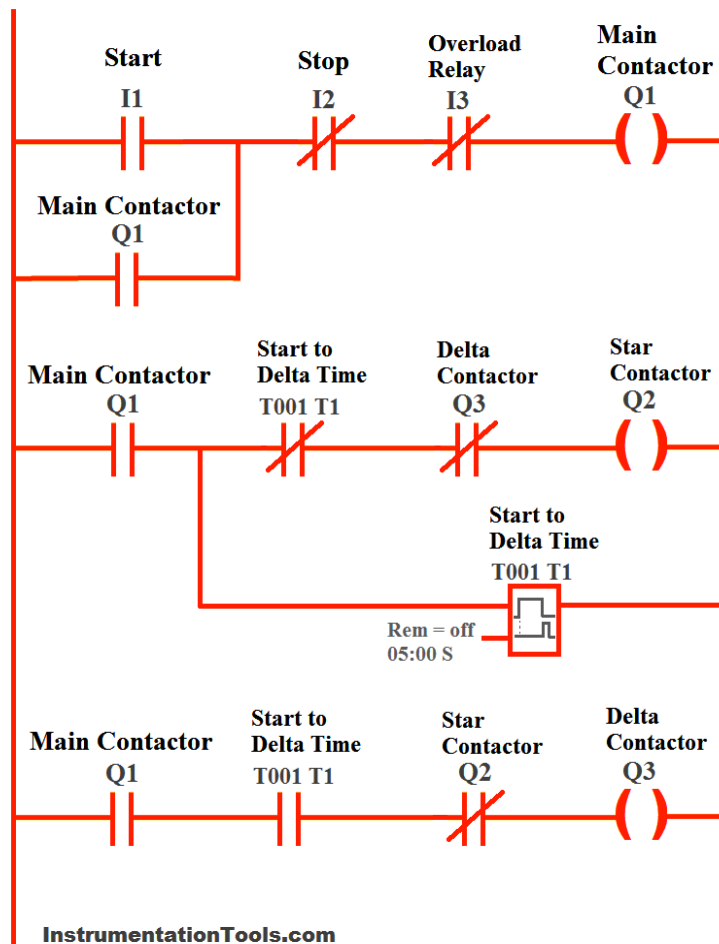 Start
I1
Stop
I2
Overload
Relay
I3
Main
Contactor
Q1
Main Contactor
Q1
Main Contactor
Q1
Start to
Delta Time
T001 T1
Delta
Contactor
Q3
Star
Contactor
Q2
Start to
Delta Time
T001 T1
Rem = off
05:00 S
Main Contactor
Q1
Start to
Delta Time
T001 T1
Star
Contactor
Q2
Delta
Contactor
Q3
InstrumentationTools.com